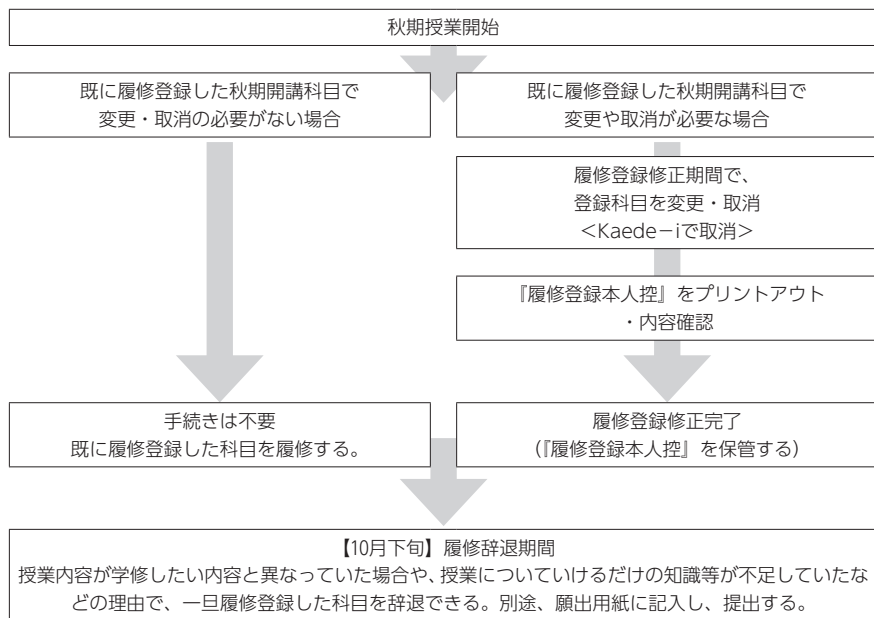 秋期授業開始
既に履修登録した秋期開講科目で
変更・取消の必要がない場合
既に履修登録した秋期開講科目で
変更や取消が必要な場合
履修登録修正期間で、
登録科目を変更・取消
<Kaede－iで取消>
『履修登録本人控』をプリントアウト
・内容確認
手続きは不要
既に履修登録した科目を履修する。
履修登録修正完了
(『履修登録本人控』を保管する)
【10月下旬】履修辞退期間
授業内容が学修したい内容と異なっていた場合や、授業についていけるだけの知識等が不足していたな
どの理由で、一旦履修登録した科目を辞退できる。別途、願出用紙に記入し、提出する。